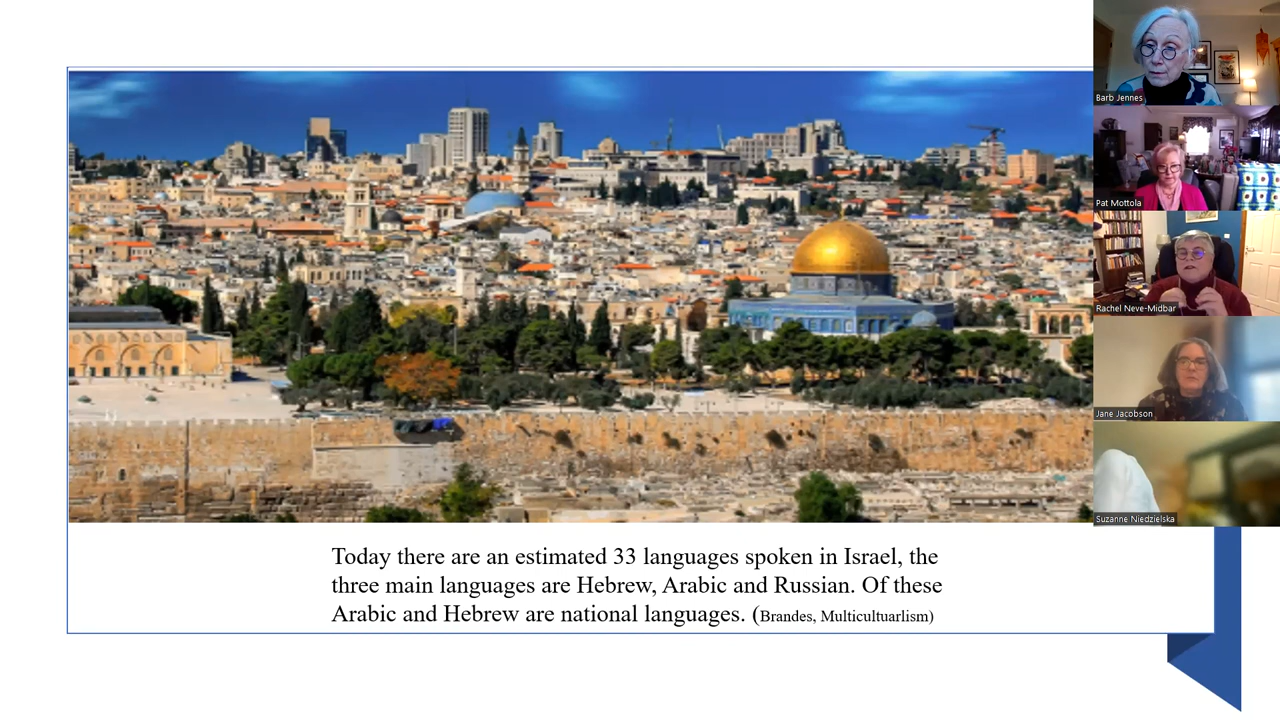 Barb Jennes
Pat Mottola
Rachel Neve-Midbar
Jane Jacobson
Suzanne Niedzielska
Today there are an estimated 33 languages spoken in Israel, the
three main languages are Hebrew, Arabic and Russian. Of these
Arabic and Hebrew are national languages. (Brandes, Multicultuarlism)